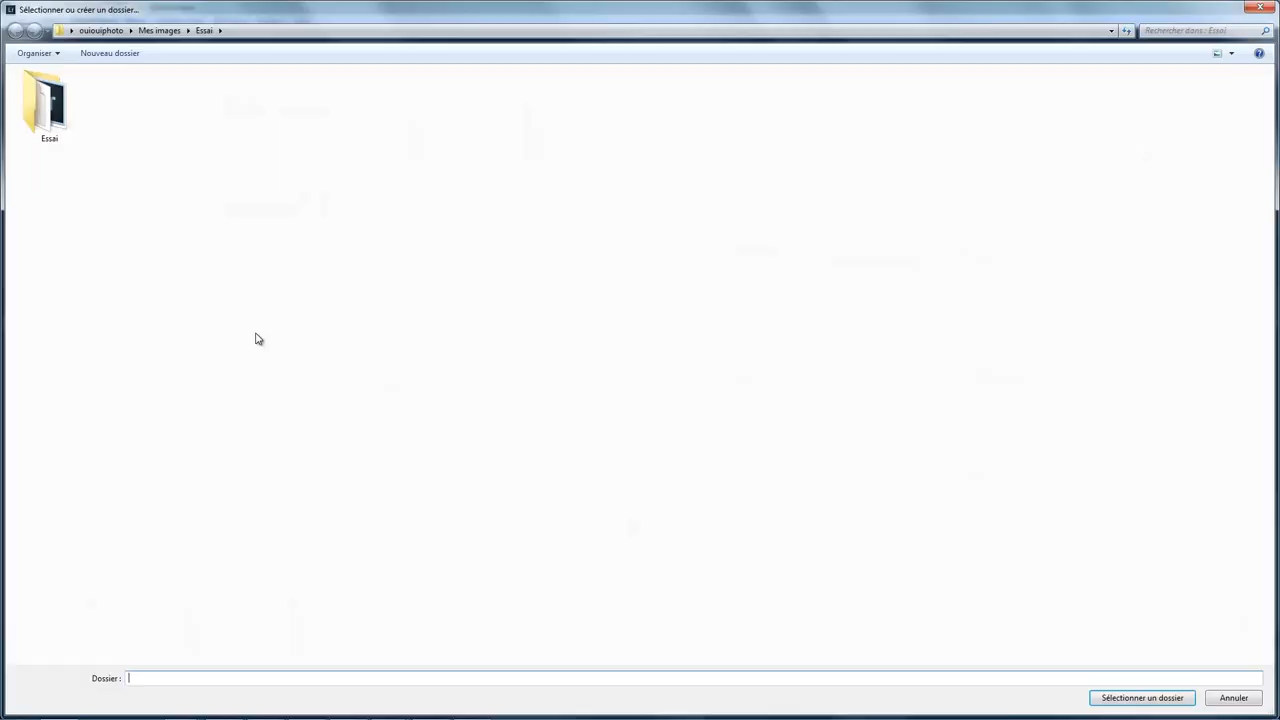 Lr Sélectionner ou créer un dossier...
ouiouiphoto Mes images Essai Rechercher dans : Essai
Organiser Nouveau dossier
Essai
Dossier :
Sélectionner un dossier Annuler